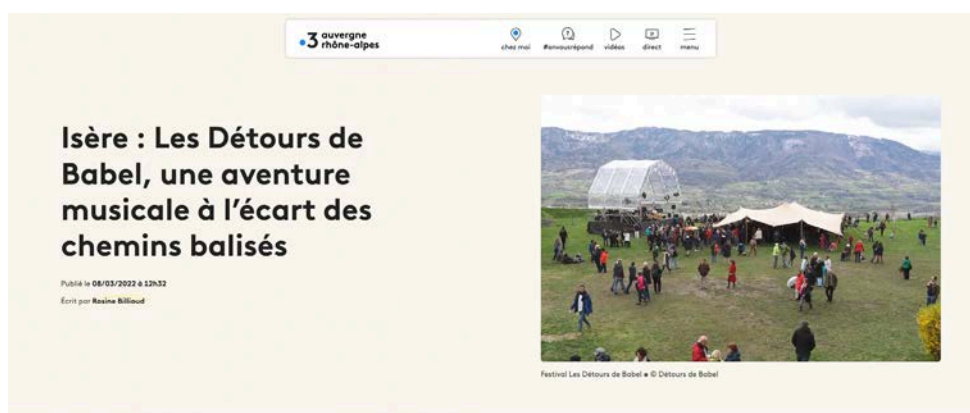 3 auvergne
rhône-alpes
chez moi #onvousrépond vidéos direct menu
Isère : Les Détours de
Babel, une aventure
musicale à l'écart des
chemins balisés
Publié le 08/03/2022 à 12h32
Écrit par Rosine Billioud
Festival Les Détours de Babel • © Détours de Babel